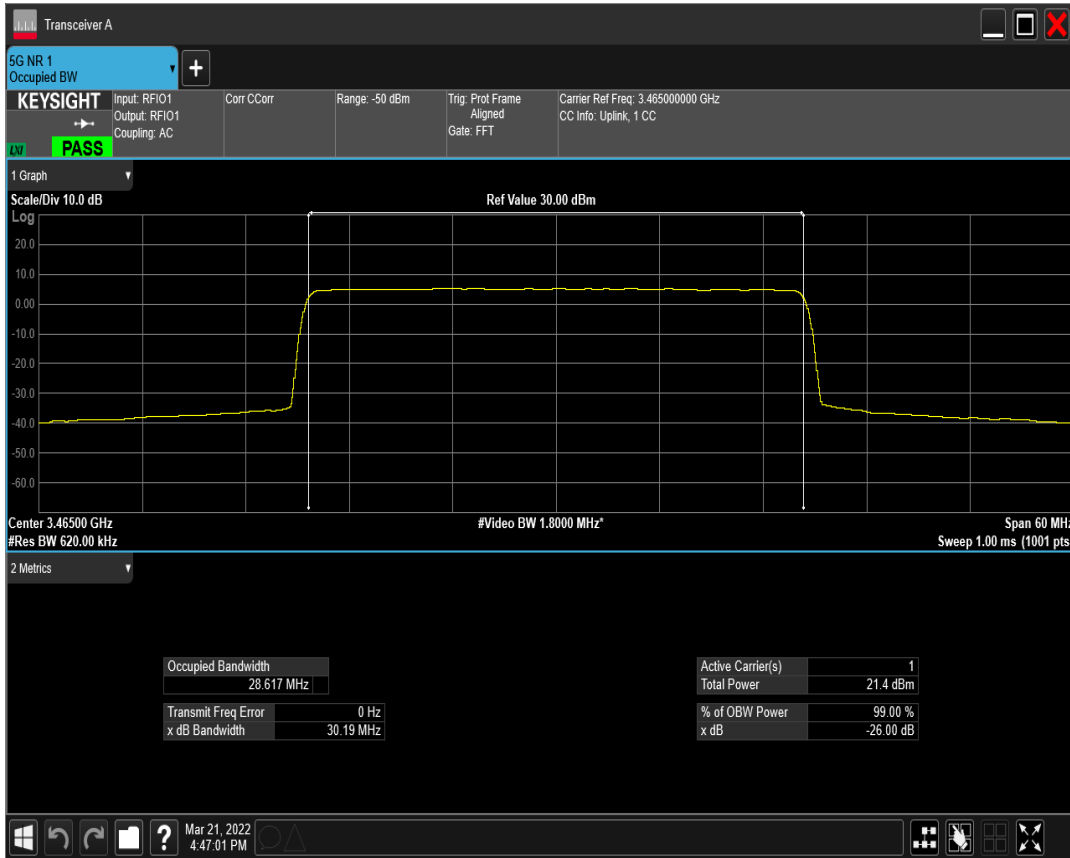 Transceiver A
5G NR 1
Occupied BW
+
KEYSIGHT
LXI
PASS
Input: RFIO1
Output: RFIO1
Coupling: AC
Corr CCorr
Range: -50 dBm
Trig: Prot Frame
Aligned
Gate: FFT
Carrier Ref Freq: 3.465000000 GHz
CC Info: Uplink, 1 CC
1 Graph
Scale/Div 10.0 dB
Ref Value 30.00 dBm
Log
20.0
10.0
0.00
-10.0
-20.0
-30.0
-40.0
-50.0
-60.0
Center 3.46500 GHz
#Video BW 1.8000 MHz*
Span 60 MHz
#Res BW 620.00 kHz
Sweep 1.00 ms (1001 pts
2 Metrics
Occupied Bandwidth
28.617 MHz
Transmit Freq Error 0 Hz
x dB Bandwidth 30.19 MHz
Active Carrier(s) 1
Total Power 21.4 dBm
% of OBW Power 99.00 %
x dB -26.00 dB
?
Mar 21, 2022
4:47:01 PM